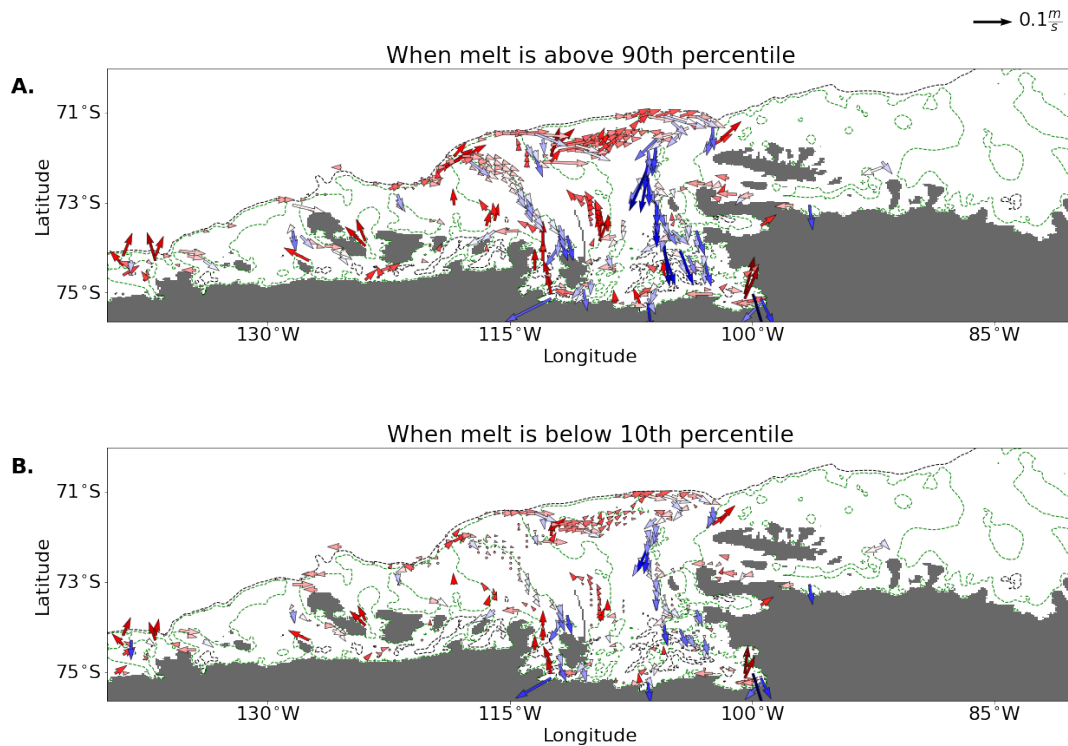 0.1 m/s
When melt is above 90th percentile
A.
71°S
73°S
75°S
Latitude
130°W 115°W 100°W 85°W
Longitude
When melt is below 10th percentile
B.
71°S
73°S
75°S
Latitude
130°W 115°W 100°W 85°W
Longitude